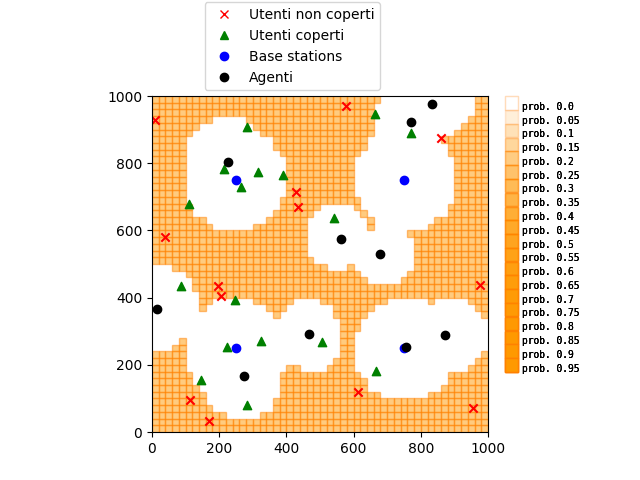 Utenti non coperti
Utenti coperti
Base stations
Agenti
1000
800
600
400
200
0
0 200 400 600 800 1000
prob. 0.0
prob. 0.05
prob. 0.1
prob. 0.15
prob. 0.2
prob. 0.25
prob. 0.3
prob. 0.35
prob. 0.4
prob. 0.45
prob. 0.5
prob. 0.55
prob. 0.6
prob. 0.65
prob. 0.7
prob. 0.75
prob. 0.8
prob. 0.85
prob. 0.9
prob. 0.95